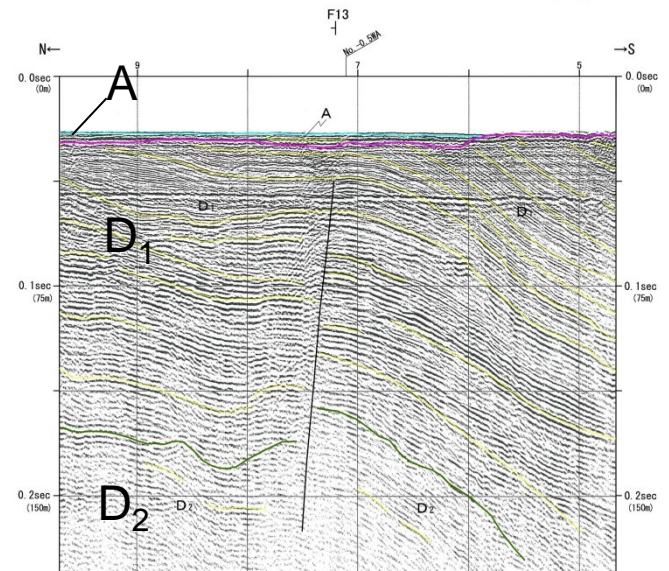 F13
No.-0.5WA
N← →S
9 7 5
0.0sec 0.0sec
(0m) (0m)
A
A
D₁ D₁
D₁
0.1sec 0.1sec
(75m) (75m)
0.2sec 0.2sec
(150m) (150m)
D₂ D₂ D₂